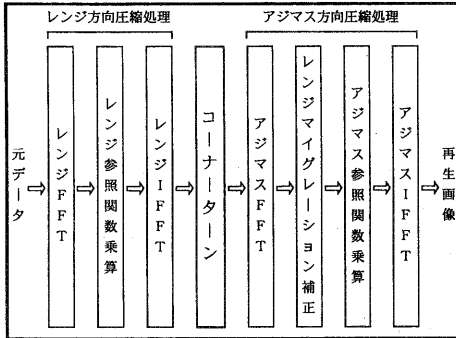 レンジ方向圧縮処理
アジマス方向圧縮処理
元データ
レンジFFT
レンジ参照関数乗算
レンジIFFT
コーナーターン
アジマスFFT
レンジマイグレーション補正
アジマス参照関数乗算
アジマスIFFT
再生画像